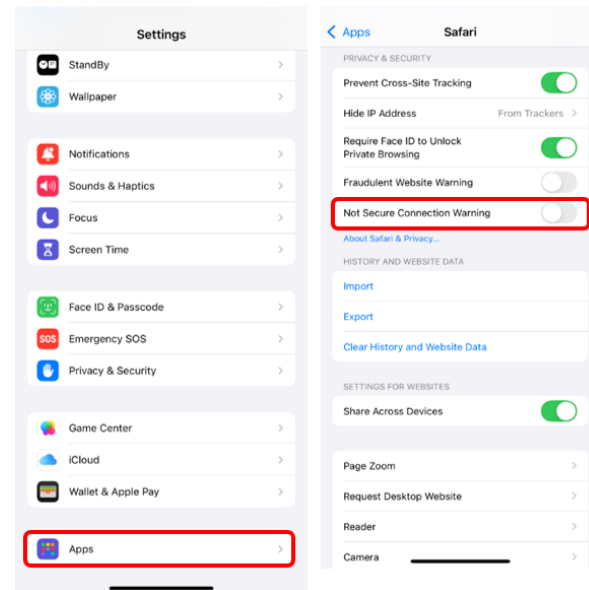 Settings
StandBy
Wallpaper
Notifications
Sounds & Haptics
Focus
Screen Time
Face ID & Passcode
SOS Emergency SOS
Privacy & Security
Game Center
iCloud
Wallet & Apple Pay
Apps
Apps Safari
PRIVACY & SECURITY
Prevent Cross-Site Tracking
Hide IP Address From Trackers
Require Face ID to Unlock
Private Browsing
Fraudulent Website Warning
Not Secure Connection Warning
About Safari & Privacy...
HISTORY AND WEBSITE DATA
Import
Export
Clear History and Website Data
SETTINGS FOR WEBSITES
Share Across Devices
Page Zoom
Request Desktop Website
Reader
Camera